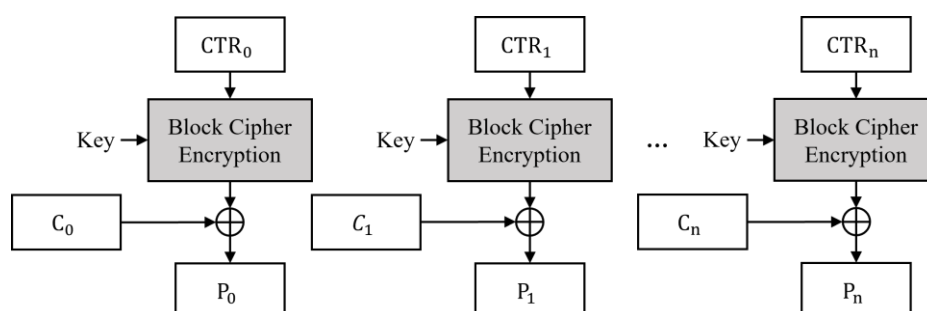 CTR₀ CTR₁ CTRₙ
Key Block Cipher Encryption Key Block Cipher Encryption ... Key Block Cipher Encryption
C₀ C₁ Cₙ
P₀ P₁ Pₙ